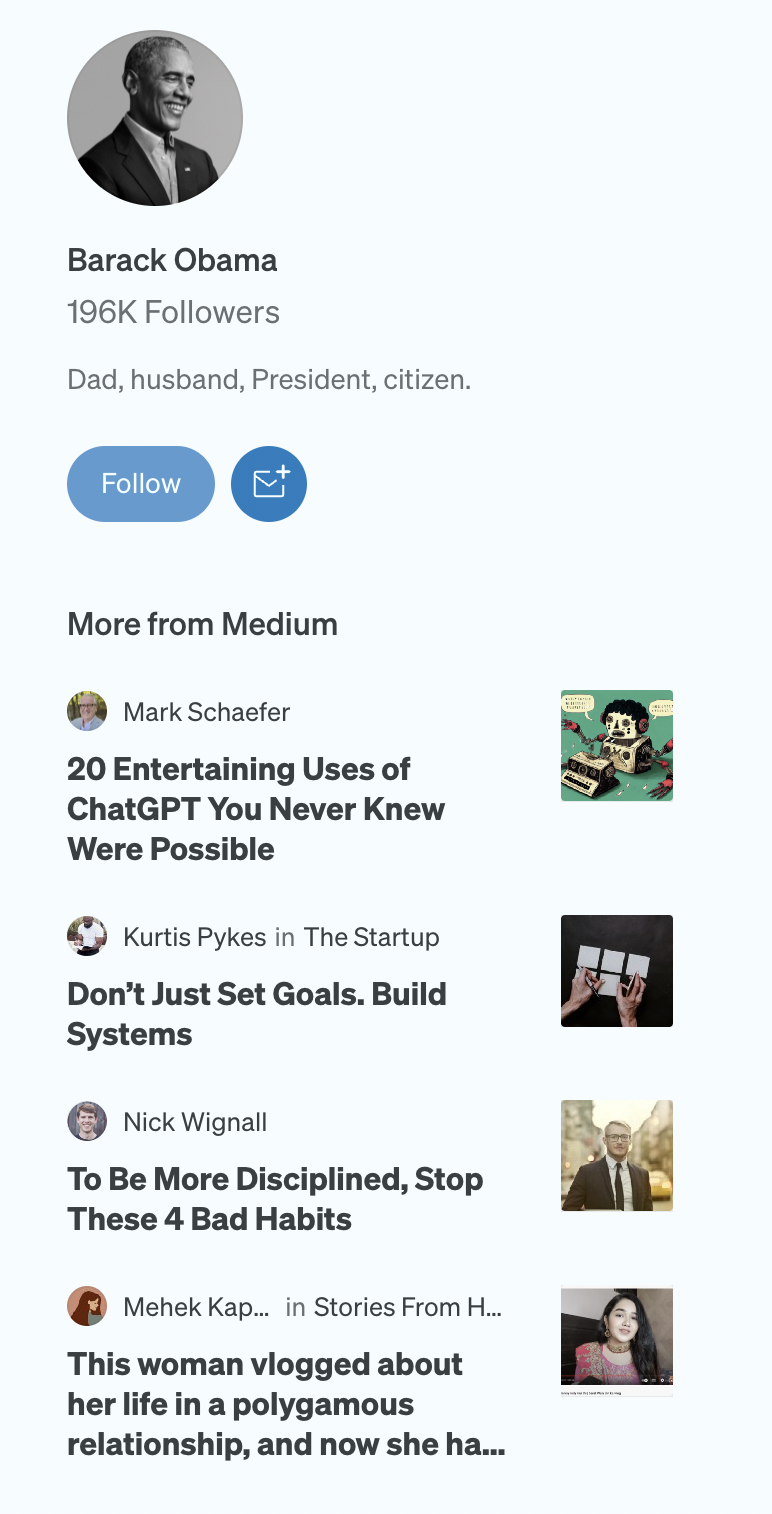 Barack Obama
196K Followers
Dad, husband, President, citizen.
Follow
More from Medium
Mark Schaefer
20 Entertaining Uses of
ChatGPT You Never Knew
Were Possible
Kurtis Pykes in The Startup
Don’t Just Set Goals. Build
Systems
Nick Wignall
To Be More Disciplined, Stop
These 4 Bad Habits
Mehek Kap... in Stories From H...
This woman vlogged about
her life in a polygamous
relationship, and now she ha...